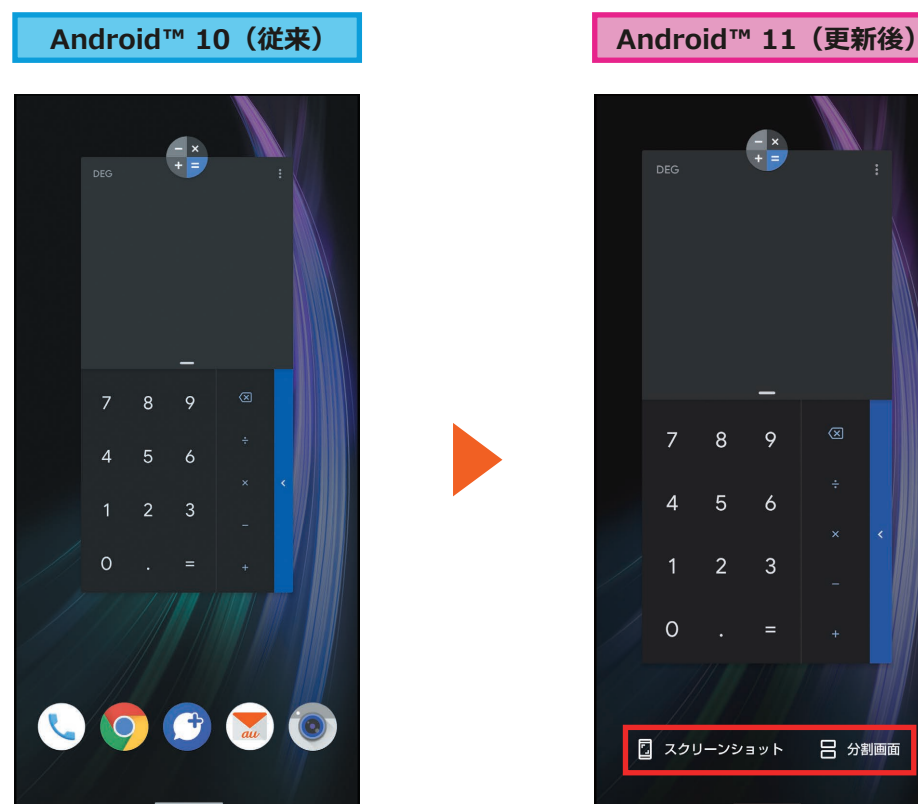 Android™ 10（従来）
Android™ 11（更新後）
− ×
+ =
DEG
7 8 9
÷
4 5 6
×
1 2 3
−
0 . =
+
au
− ×
+ =
DEG
7 8 9
÷
4 5 6
×
1 2 3
−
0 . =
+
スクリーンショット 分割画面